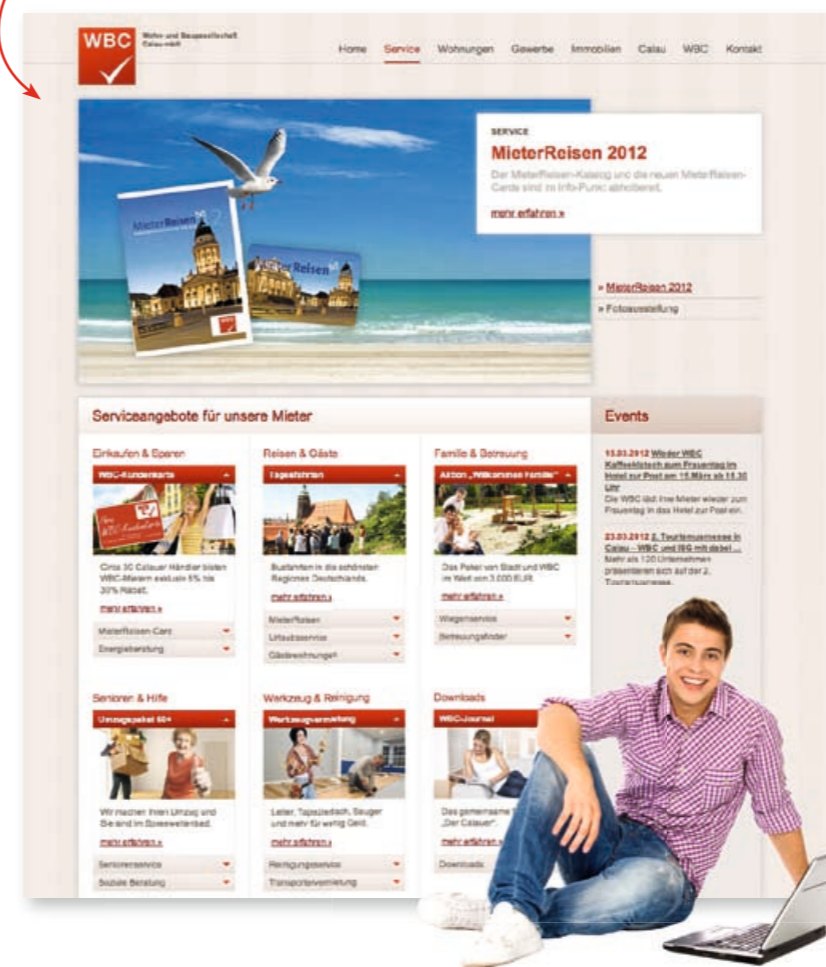 WBC
Wohn- und Baugesellschaft
Calau mbH
Home Service Wohnungen Gewerbe Immobilien Calau WBC Kontakt
SERVICE
MieterReisen 2012
Der MieterReisen-Katalog und die neuen MieterReisen-
Cards sind im Info-Punkt abholbereit.
mehr erfahren »
MieterReisen
MieterReisen
WBC
» MieterReisen 2012
» Fotoausstellung
Serviceangebote für unsere Mieter
Einkaufen & Sparen
WBC-Kundenkarte
Circa 30 Calauer Händler bieten
WBC-Mietern exklusiv 5% bis
30% Rabatt.
mehr erfahren »
MieterReisen-Card
Energieberatung
Reisen & Gäste
Tagesfahrten
Busfahrten in die schönsten
Regionen Deutschlands.
mehr erfahren »
MieterReisen
Urlaubsservice
Gästewohnungen
Familie & Betreuung
Aktion „Willkommen Familie"
Das Paket von Stadt und WBC
im Wert von 3.000 EUR.
mehr erfahren »
Wiegenservice
Betreuungsfinder
Events
15.03.2012 Wieder WBC
Kaffeeklatsch zum Frauentag im
Hotel zur Post am 15.März ab 15.30
Uhr
Die WBC lädt ihre Mieter wieder zum
Frauentag in das Hotel zur Post ein.
23.03.2012 2. Tourismusmesse in
Calau – WBC und ISG mit dabei ...
Mehr als 120 Unternehmen
präsentieren sich auf der 2.
Tourismusmesse.
Senioren & Hilfe
Umzugspaket 60+
Wir machen Ihren Umzug und
Sie sind im Spreeweltenbad.
mehr erfahren »
Seniorenservice
Soziale Beratung
Werkzeug & Reinigung
Werkzeugvermietung
Leiter, Tapeziertisch, Sauger
und mehr für wenig Geld.
mehr erfahren »
Reinigungsservice
Transportervermietung
Downloads
WBC-Journal
Das gemeinsame
„Der Calauer".
mehr erfahren »
Downloads